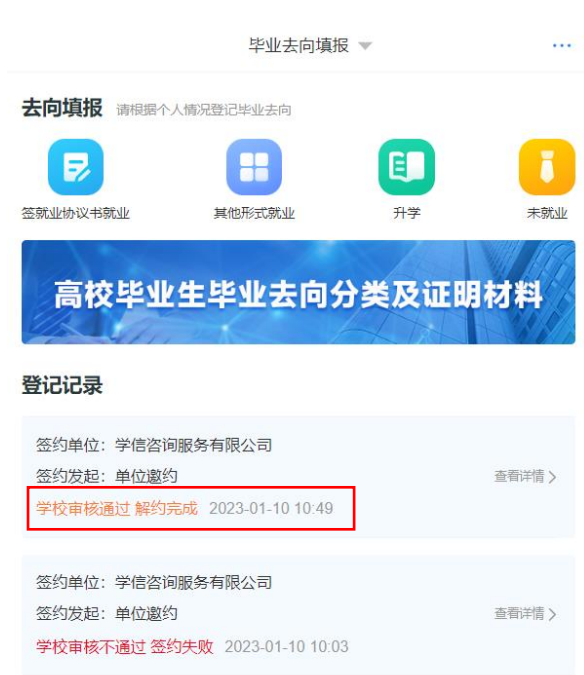 毕业去向填报
去向填报 请根据个人情况登记毕业去向
签就业协议书就业 其他形式就业 升学 未就业
高校毕业生毕业去向分类及证明材料
登记记录
签约单位：学信咨询服务有限公司
签约发起：单位邀约 查看详情
学校审核通过 解约完成 2023-01-10 10:49
签约单位：学信咨询服务有限公司
签约发起：单位邀约 查看详情
学校审核不通过 签约失败 2023-01-10 10:03